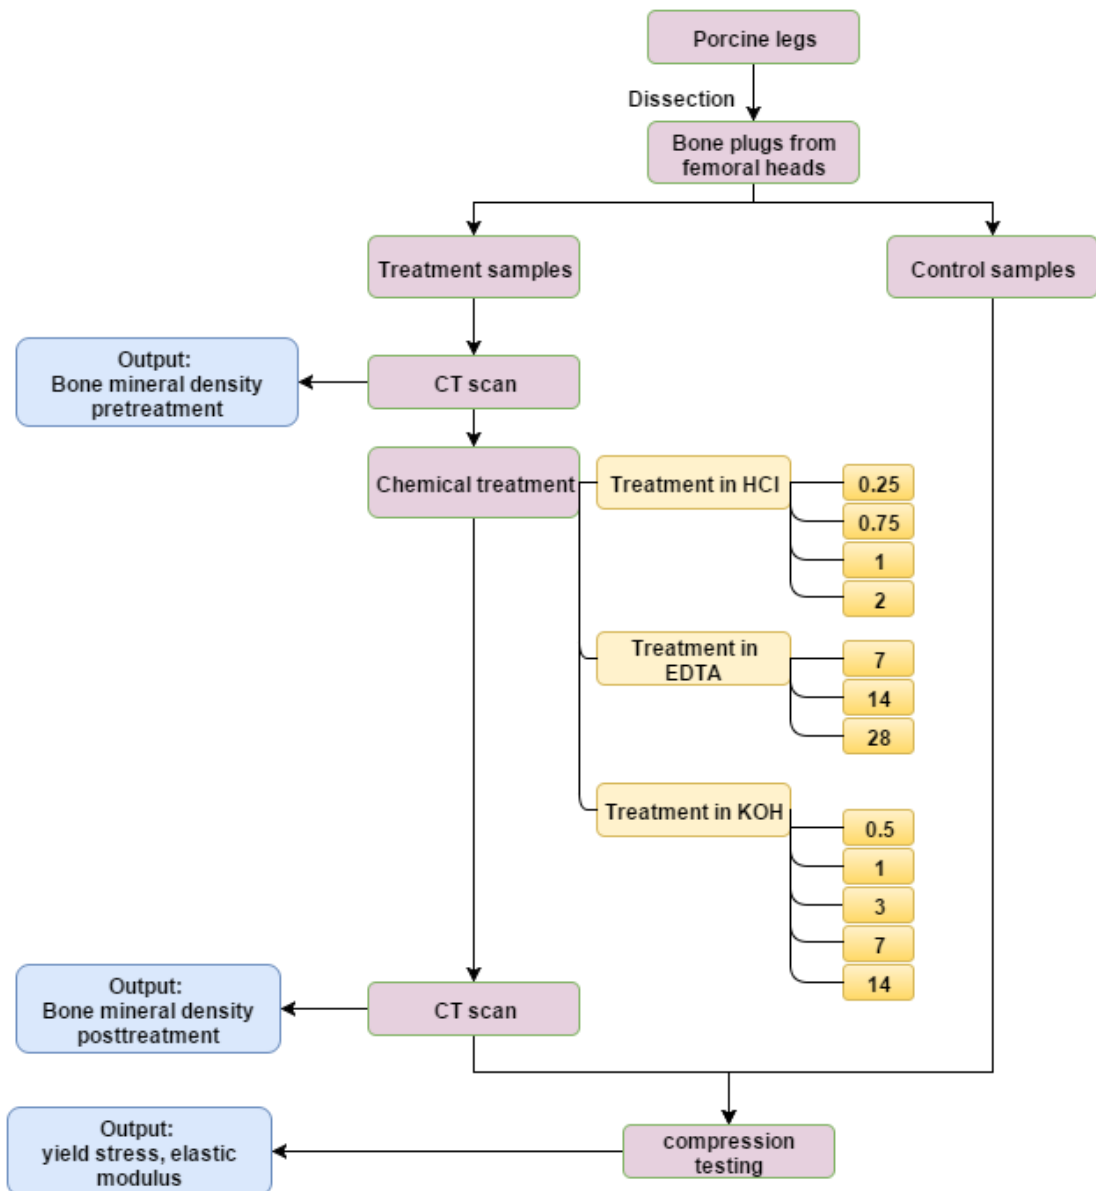 Porcine legs
Dissection
Bone plugs from
femoral heads
Treatment samples
Control samples
Output:
Bone mineral density
pretreatment
CT scan
Chemical treatment
Treatment in HCl
0.25
0.75
1
2
Treatment in
EDTA
7
14
28
Treatment in KOH
0.5
1
3
7
14
Output:
Bone mineral density
posttreatment
CT scan
Output:
yield stress, elastic
modulus
compression
testing